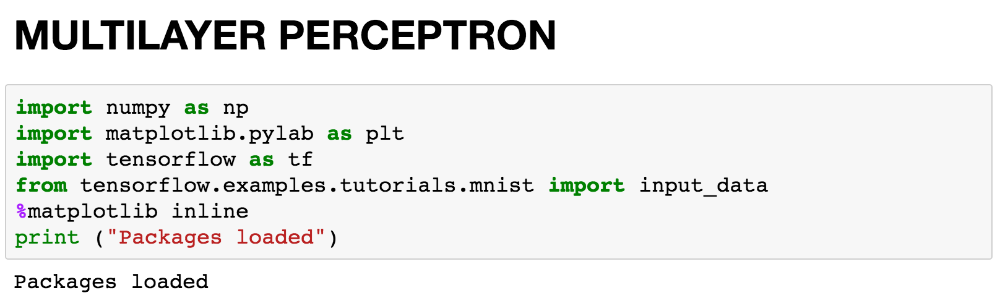 MULTILAYER PERCEPTRON
import numpy as np
import matplotlib.pylab as plt
import tensorflow as tf
from tensorflow.examples.tutorials.mnist import input_data
%matplotlib inline
print ("Packages loaded")
Packages loaded